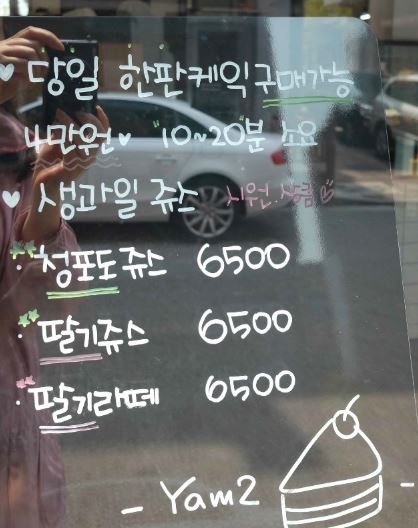 ♥ 당일 한판케익구매가능
4만원♥ "10~20"분 소요
♥ 생과일 쥬스 시원.상큼
· 청포도쥬스 6500
· 딸기쥬스 6500
· 딸기라떼 6500
- Yam2 -